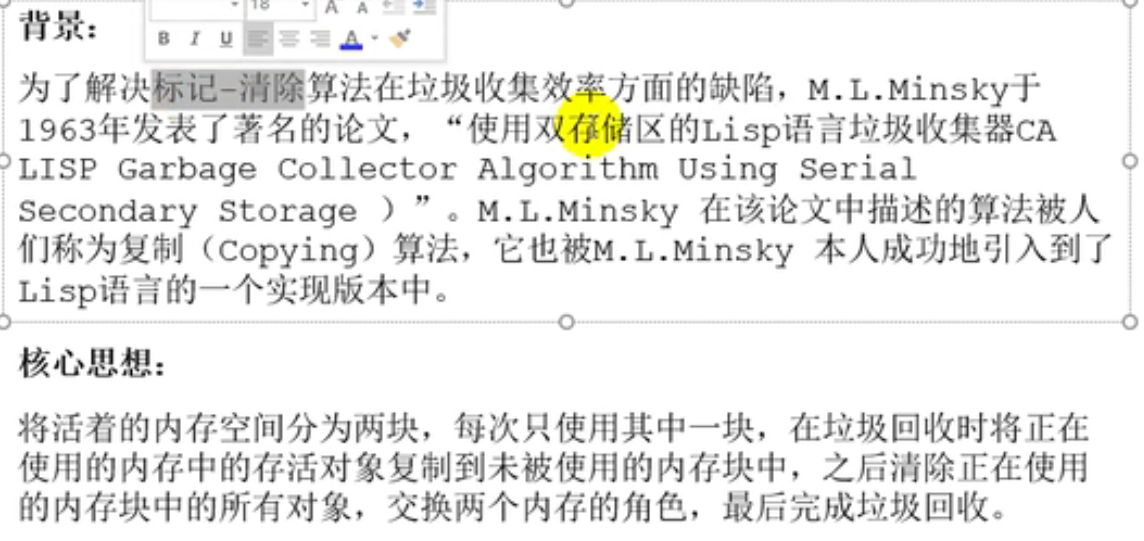 18
A A
B I U A
背景：
为了解决标记-清除算法在垃圾收集效率方面的缺陷，M.L.Minsky于
1963年发表了著名的论文，“使用双存储区的Lisp语言垃圾收集器CA
LISP Garbage Collector Algorithm Using Serial
Secondary Storage ）”。M.L.Minsky 在该论文中描述的算法被人
们称为复制（Copying）算法，它也被M.L.Minsky 本人成功地引入到了
Lisp语言的一个实现版本中。
核心思想：
将活着的内存空间分为两块，每次只使用其中一块，在垃圾回收时将正在
使用的内存中的存活对象复制到未被使用的内存块中，之后清除正在使用
的内存块中的所有对象，交换两个内存的角色，最后完成垃圾回收。